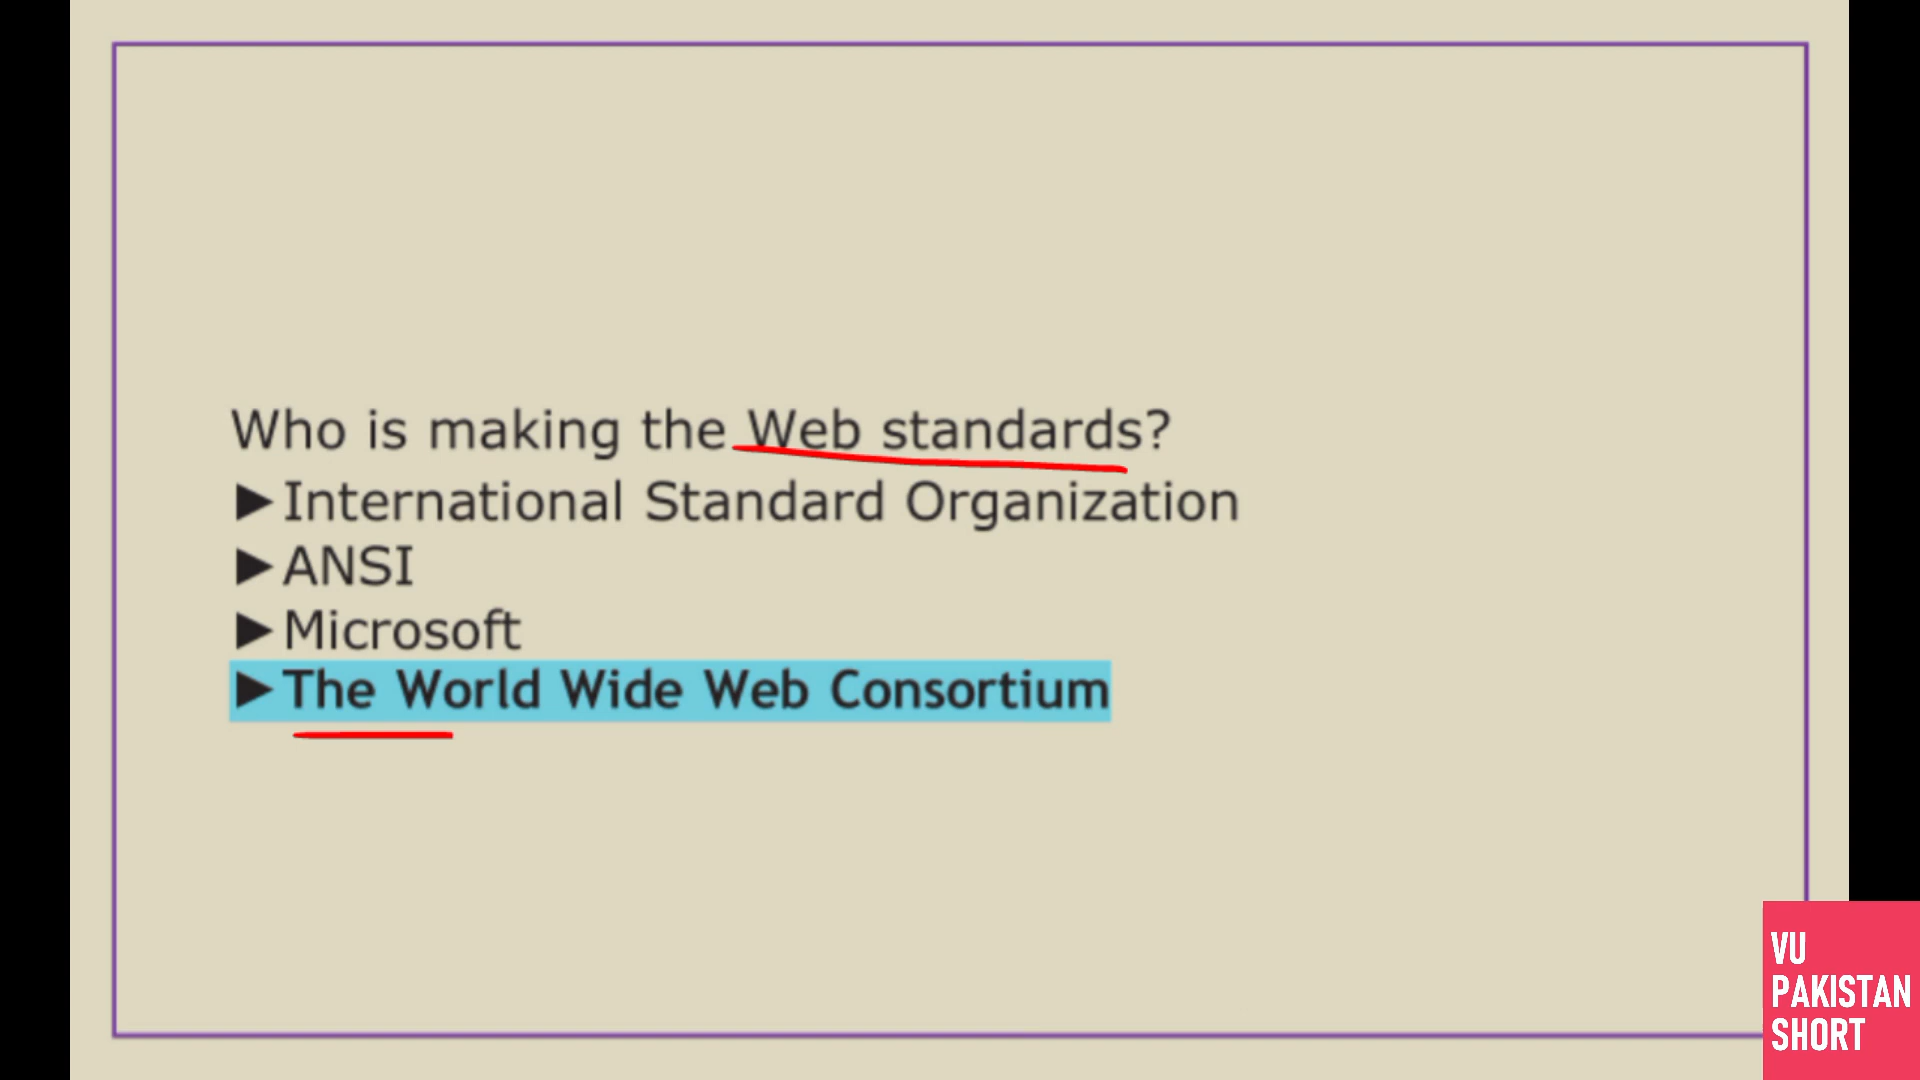 Who is making the Web standards?
►International Standard Organization
►ANSI
►Microsoft
►The World Wide Web Consortium
VU
PAKISTAN
SHORT